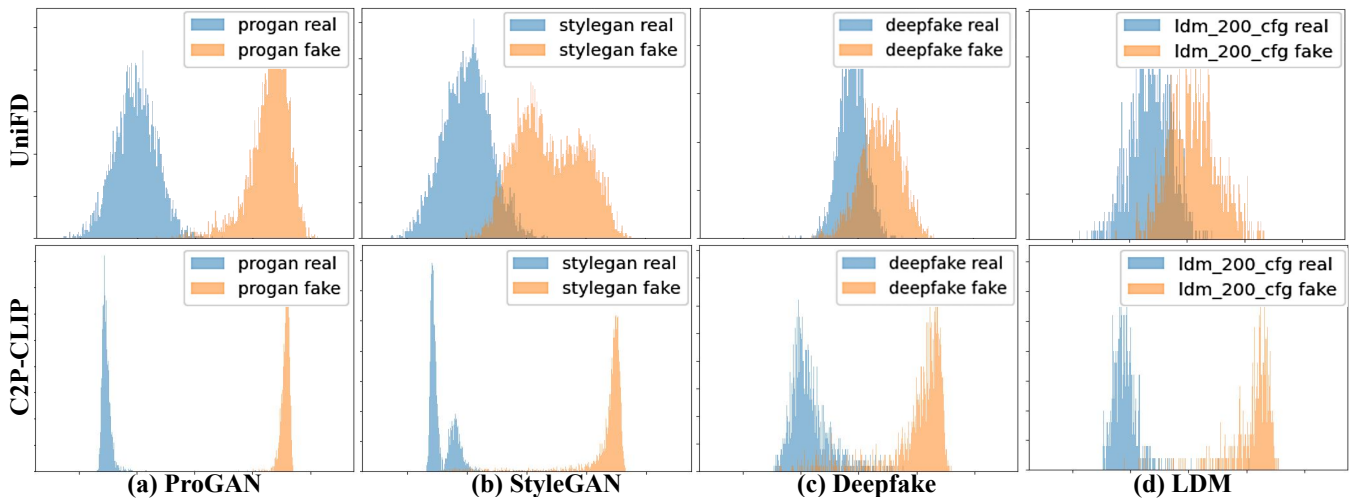 UniFD
progan real
progan fake
stylegan real
stylegan fake
deepfake real
deepfake fake
ldm_200_cfg real
ldm_200_cfg fake
C2P-CLIP
progan real
progan fake
stylegan real
stylegan fake
deepfake real
deepfake fake
ldm_200_cfg real
ldm_200_cfg fake
(a) ProGAN
(b) StyleGAN
(c) Deepfake
(d) LDM